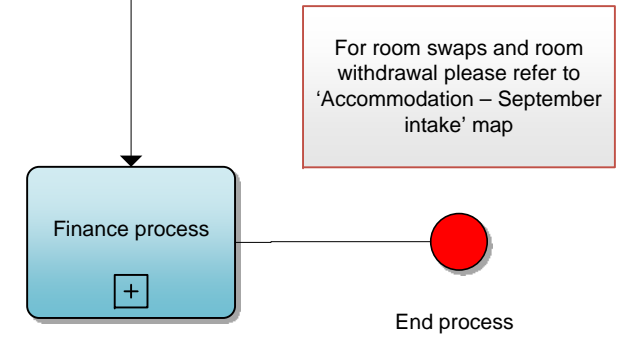 For room swaps and room
withdrawal please refer to
‘Accommodation – September
intake’ map
Finance process
End process